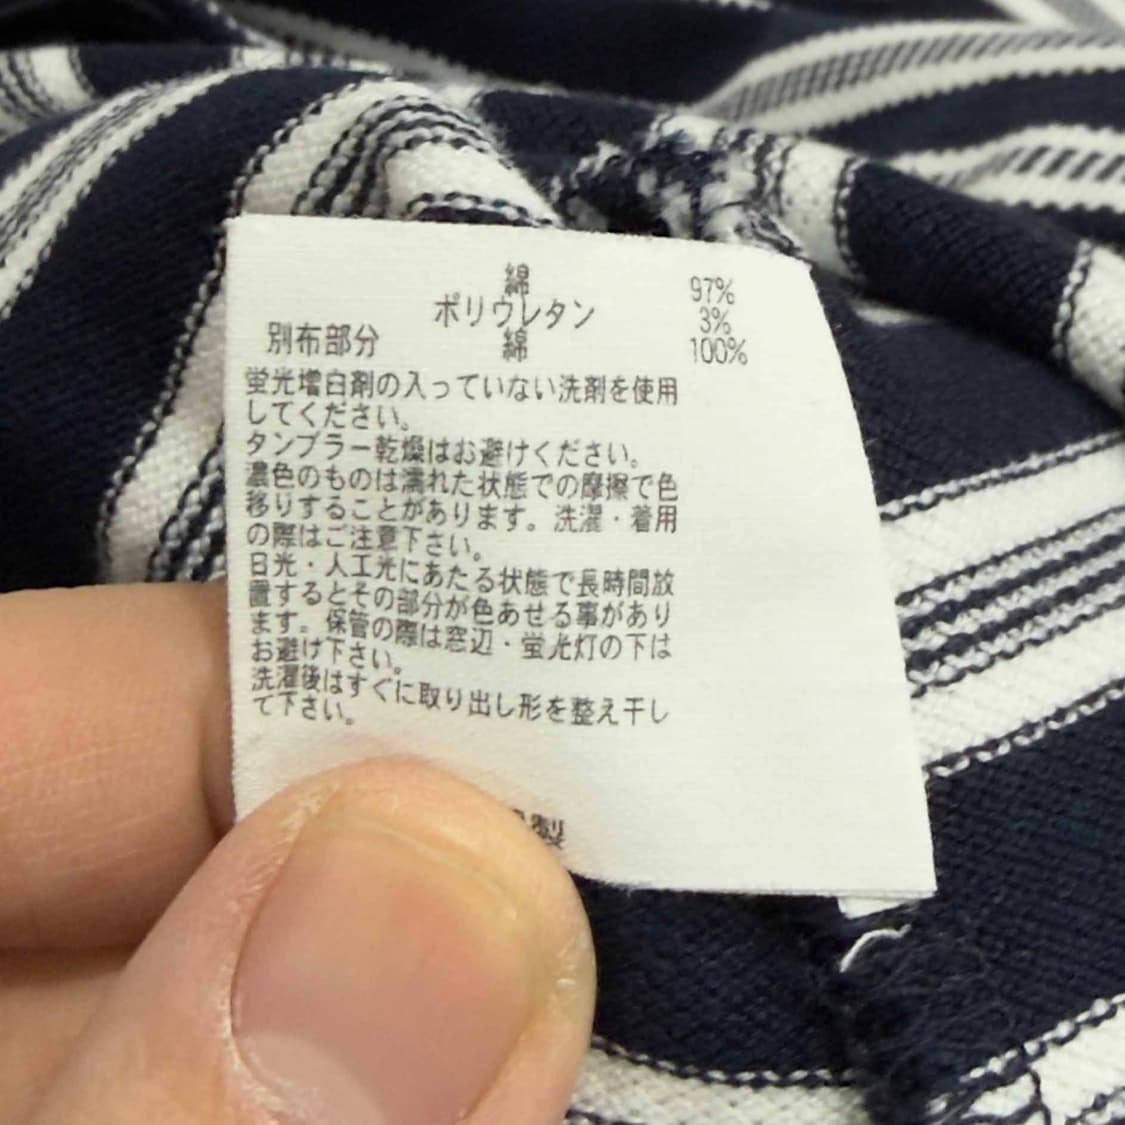 綿 97%
ポリウレタン 3%
別布部分 綿 100%
蛍光増白剤の入っていない洗剤を使用
してください。
タンブラー乾燥はお避けください。
濃色のものは濡れた状態での摩擦で色
移りすることがあります。洗濯・着用
の際はご注意下さい。
日光・人工光にあたる状態で長時間放
置するとその部分が色あせる事があり
ます。保管の際は窓辺・蛍光灯の下は
お避け下さい。
洗濯後はすぐに取り出し形を整え干し
て下さい。
製